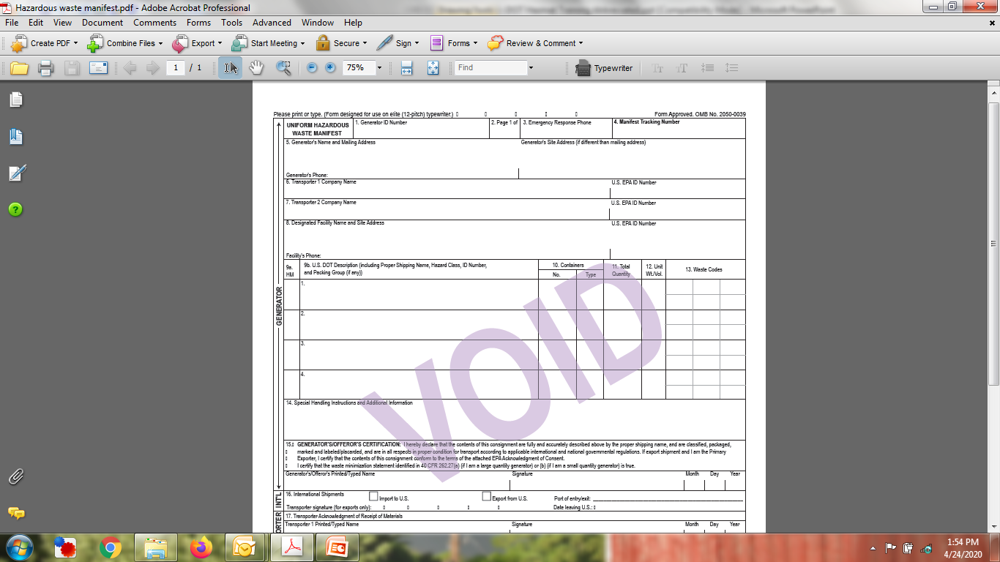 Hazardous waste manifest.pdf - Adobe Acrobat Professional
File Edit View Document Comments Forms Tools Advanced Window Help
Create PDF Combine Files Export Start Meeting Secure Sign Forms Review & Comment
1 / 1 75% Find Typewriter
Please print or type. (Form designed for use on elite (12-pitch) typewriter.) Form Approved. OMB No. 2050-0039
UNIFORM HAZARDOUS WASTE MANIFEST
1. Generator ID Number
2. Page 1 of
3. Emergency Response Phone
4. Manifest Tracking Number
5. Generator's Name and Mailing Address
Generator's Site Address (if different than mailing address)
Generator's Phone:
6. Transporter 1 Company Name
U.S. EPA ID Number
7. Transporter 2 Company Name
U.S. EPA ID Number
8. Designated Facility Name and Site Address
U.S. EPA ID Number
Facility's Phone:
9a. HM
9b. U.S. DOT Description (including Proper Shipping Name, Hazard Class, ID Number,
and Packing Group (if any))
10. Containers
No.
Type
11. Total Quantity
12. Unit Wt./Vol.
13. Waste Codes
GENERATOR
1.
2.
3.
4.
VOID
14. Special Handling Instructions and Additional Information
15. GENERATOR'S/OFFEROR'S CERTIFICATION: I hereby declare that the contents of this consignment are fully and accurately described above by the proper shipping name, and are classified, packaged,
marked and labeled/placarded, and are in all respects in proper condition for transport according to applicable international and national governmental regulations. If export shipment and I am the Primary
Exporter, I certify that the contents of this consignment conform to the terms of the attached EPA Acknowledgment of Consent.
I certify that the waste minimization statement identified in 40 CFR 262.27(a) (if I am a large quantity generator) or (b) (if I am a small quantity generator) is true.
Generator's/Offeror's Printed/Typed Name Signature Month Day Year
INT'L
16. International Shipments Import to U.S. Export from U.S. Port of entry/exit:
Transporter signature (for exports only): Date leaving U.S.:
17. Transporter Acknowledgment of Receipt of Materials
Transporter 1 Printed/Typed Name Signature Month Day Year
1:54 PM
4/24/2020